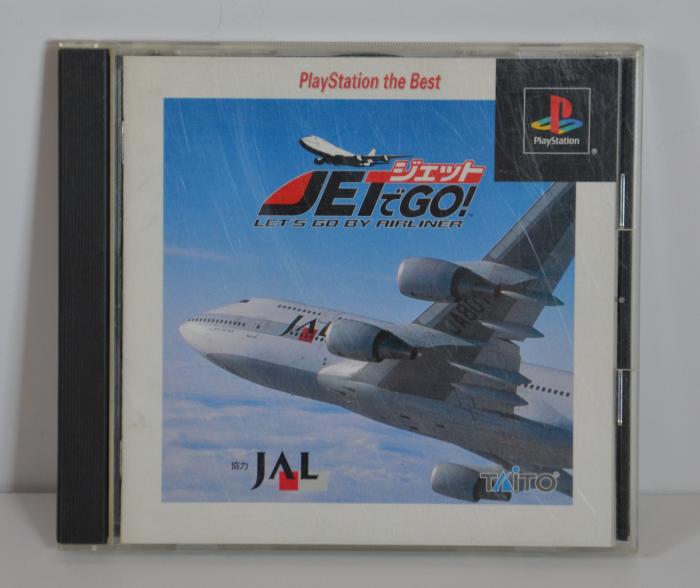 PlayStation the Best
PlayStation
ジェット
JETでGO!
LET'S GO BY AIRLINER
JAL
協力 JAL
TAITO